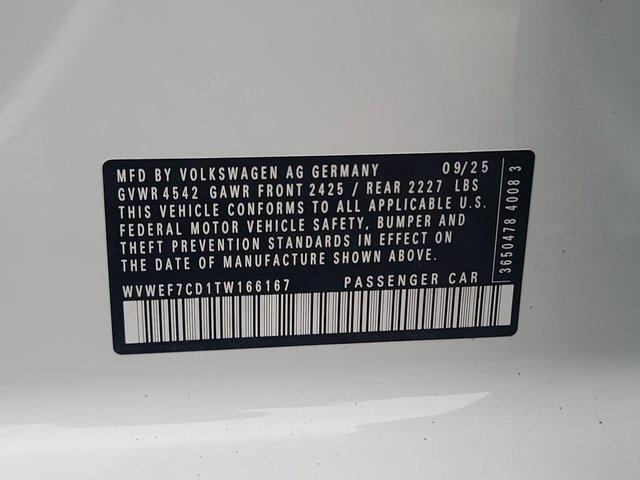 MFD BY VOLKSWAGEN AG GERMANY 09/25
GVWR 4542 GAWR FRONT 2425 / REAR 2227 LBS
THIS VEHICLE CONFORMS TO ALL APPLICABLE U.S.
FEDERAL MOTOR VEHICLE SAFETY, BUMPER AND
THEFT PREVENTION STANDARDS IN EFFECT ON
THE DATE OF MANUFACTURE SHOWN ABOVE.
WVWEF7CD1TW166167 PASSENGER CAR
3650478 4008 3